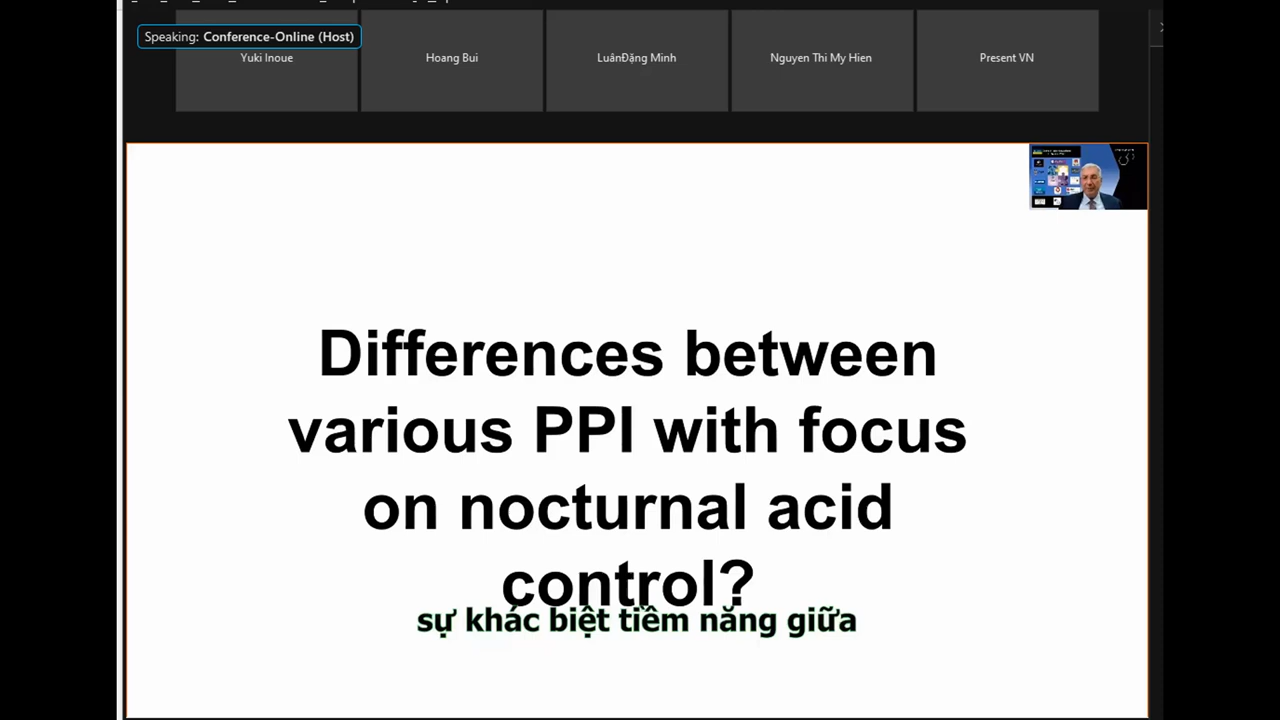 Speaking: Conference-Online (Host)
Yuki Inoue
Hoang Bui
LuânĐặng Minh
Nguyen Thi My Hien
Present VN
Differences between
various PPI with focus
on nocturnal acid
control?
sự khác biệt tiềm năng giữa